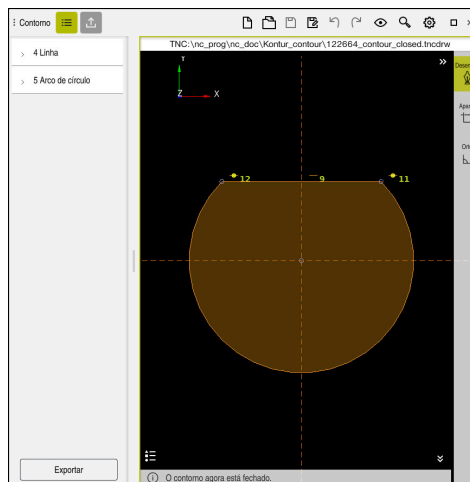 Contorno
TNC:\nc_prog\nc_doc\Kontur_contour\122664_contour_closed.tncdrw
4 Linha
5 Arco de círculo
Y
Z X
12 9 11
Exportar
O contorno agora está fechado.